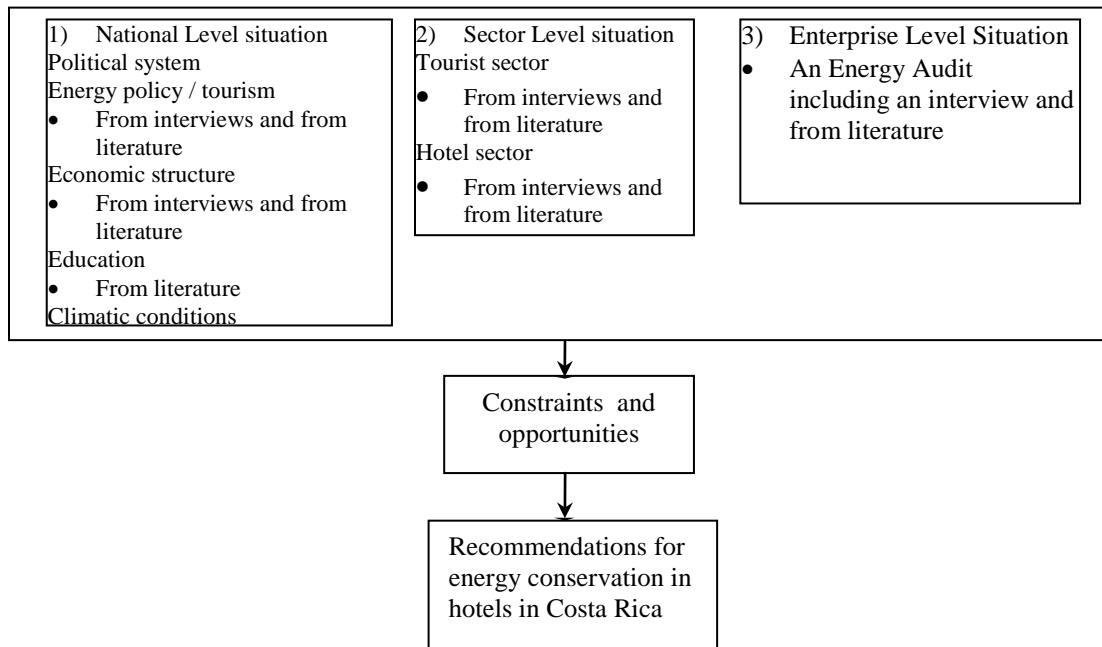 1) National Level situation
Political system
Energy policy / tourism
• From interviews and from
literature
Economic structure
• From interviews and from
literature
Education
• From literature
Climatic conditions
2) Sector Level situation
Tourist sector
• From interviews and
from literature
Hotel sector
• From interviews and
from literature
3) Enterprise Level Situation
• An Energy Audit
including an interview and
from literature
Constraints and
opportunities
Recommendations for
energy conservation in
hotels in Costa Rica